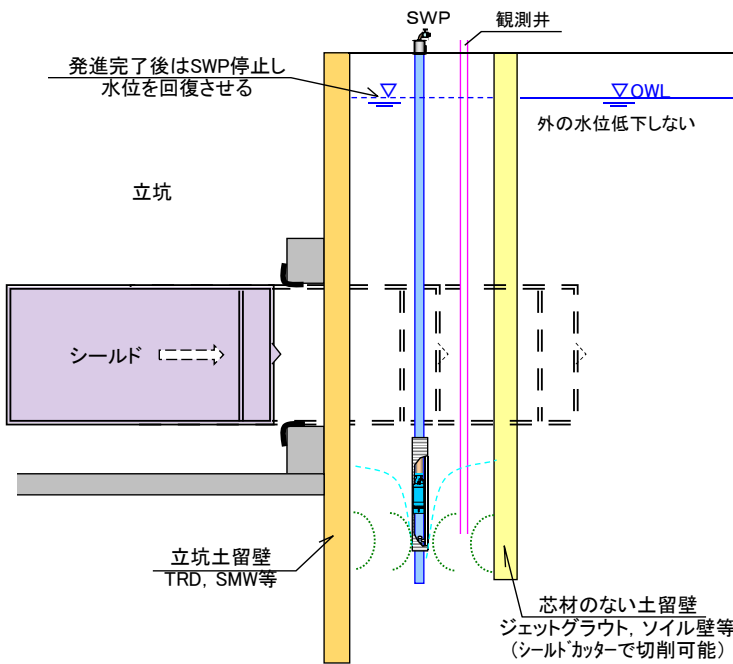 SWP
観測井
発進完了後はSWP停止し
水位を回復させる
▽
▽OWL
外の水位低下しない
立坑
シールド
立坑土留壁
TRD, SMW等
芯材のない土留壁
ジェットグラウト, ソイル壁等
(シールドカッターで切削可能)